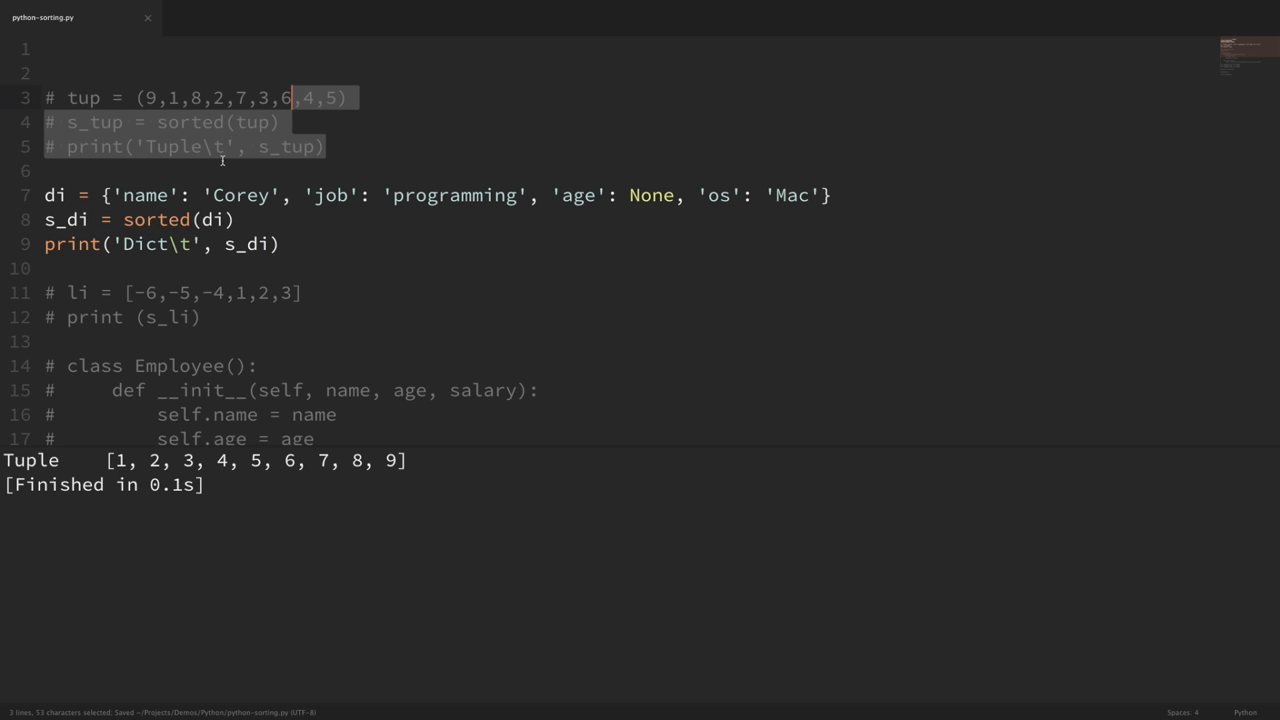 python-sorting.py ×
1
2
3 # tup = (9,1,8,2,7,3,6,4,5)
4 # s_tup = sorted(tup)
5 # print('Tuple\t', s_tup)
6
7 di = {'name': 'Corey', 'job': 'programming', 'age': None, 'os': 'Mac'}
8 s_di = sorted(di)
9 print('Dict\t', s_di)
10
11 # li = [-6,-5,-4,1,2,3]
12 # print (s_li)
13
14 # class Employee():
15 #     def __init__(self, name, age, salary):
16 #         self.name = name
17 #         self.age = age
Tuple    [1, 2, 3, 4, 5, 6, 7, 8, 9]
[Finished in 0.1s]
3 lines, 53 characters selected; Saved ~/Projects/Demos/Python/python-sorting.py (UTF-8) Spaces: 4 Python